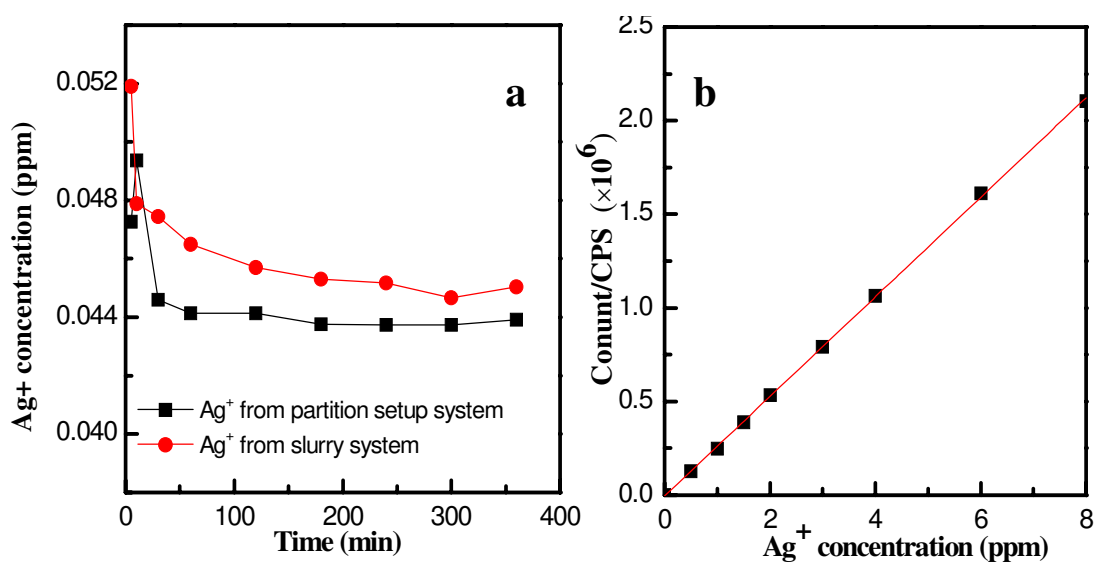 a
Ag+ concentration (ppm)
0.052
0.048
0.044
0.040
Ag⁺ from partition setup system
Ag⁺ from slurry system
0 100 200 300 400
Time (min)
b
Conunt/CPS (×10⁶)
2.5
2.0
1.5
1.0
0.5
0.0
0 2 4 6 8
Ag⁺ concentration (ppm)